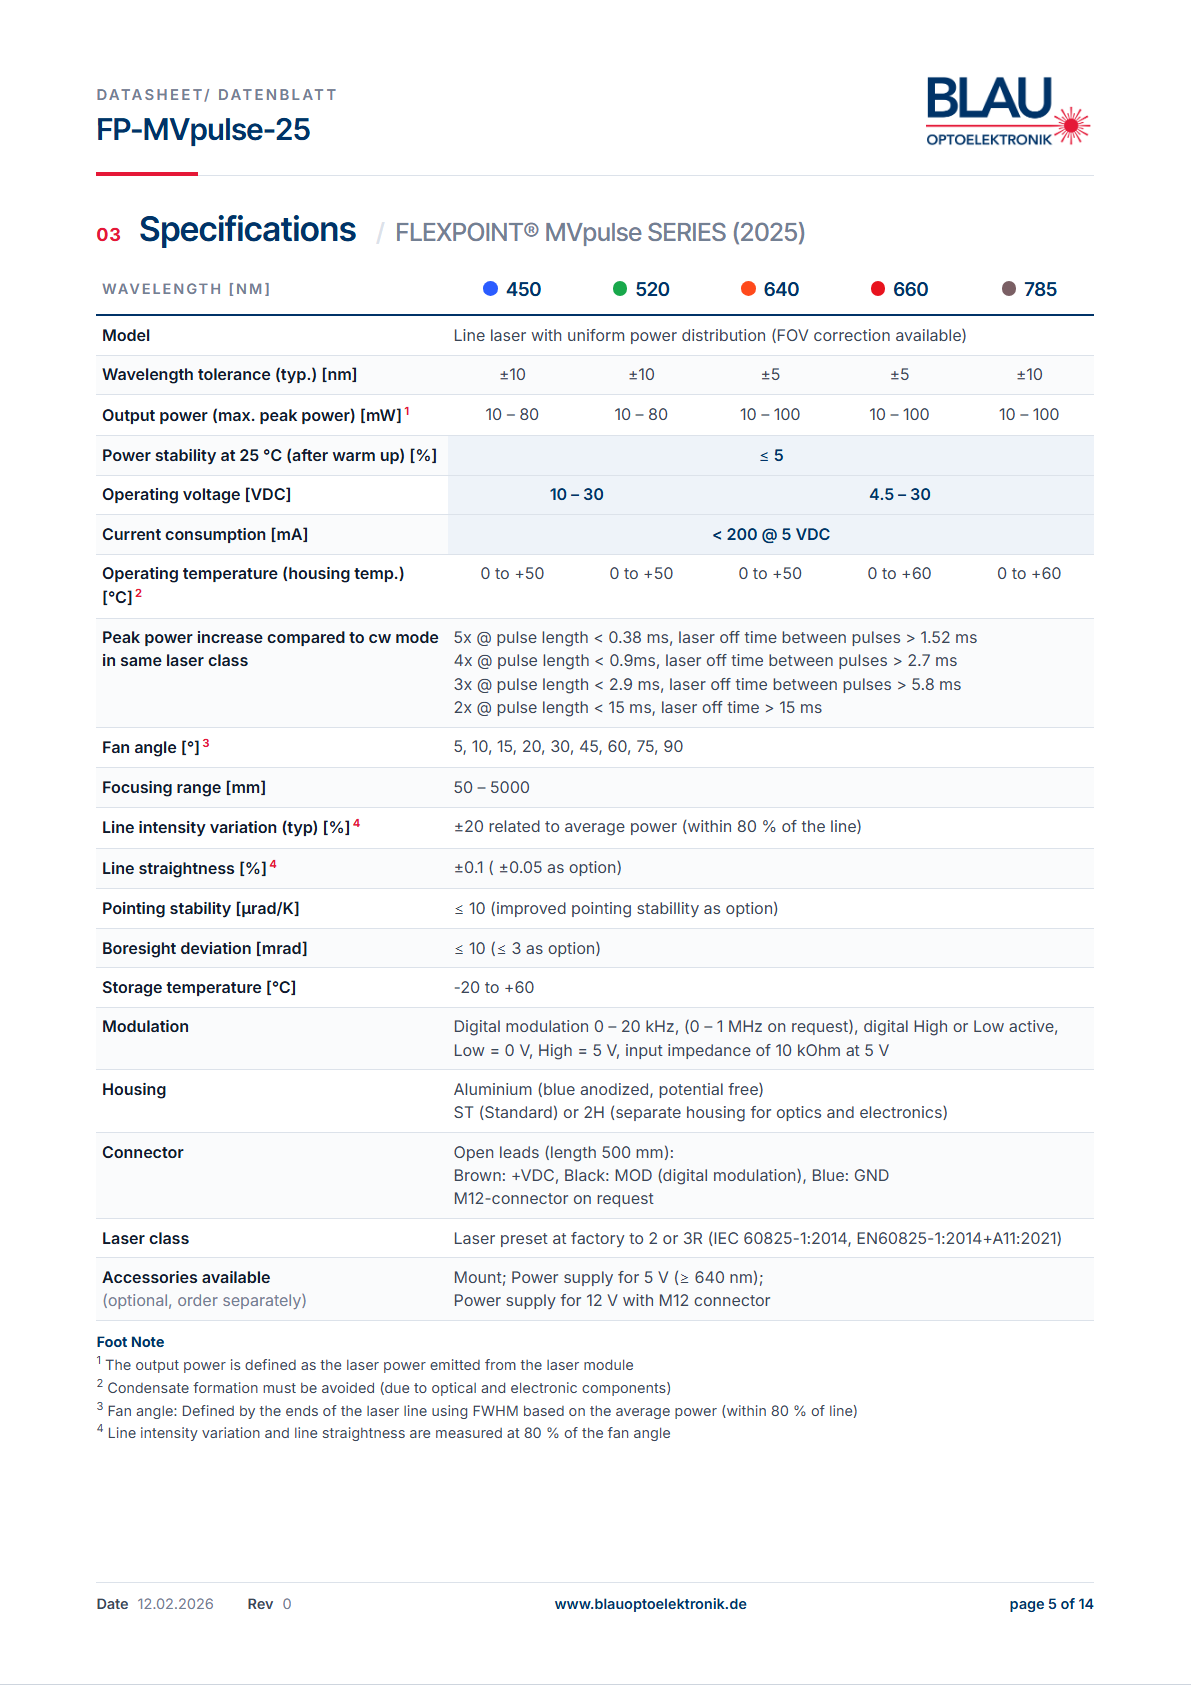 DATASHEET/ DATENBLATT
FP-MVpulse-25
BLAU
OPTOELEKTRONIK
03 Specifications / FLEXPOINT® MVpulse SERIES (2025)
WAVELENGTH [NM] 450 520 640 660 785
Model Line laser with uniform power distribution (FOV correction available)
Wavelength tolerance (typ.) [nm] ±10 ±10 ±5 ±5 ±10
Output power (max. peak power) [mW] 1 10 – 80 10 – 80 10 – 100 10 – 100 10 – 100
Power stability at 25 °C (after warm up) [%] ≤ 5
Operating voltage [VDC] 10 – 30 4.5 – 30
Current consumption [mA] < 200 @ 5 VDC
Operating temperature (housing temp.) 0 to +50 0 to +50 0 to +50 0 to +60 0 to +60
[°C] 2
Peak power increase compared to cw mode 5x @ pulse length < 0.38 ms, laser off time between pulses > 1.52 ms
in same laser class 4x @ pulse length < 0.9ms, laser off time between pulses > 2.7 ms
3x @ pulse length < 2.9 ms, laser off time between pulses > 5.8 ms
2x @ pulse length < 15 ms, laser off time > 15 ms
Fan angle [°] 3 5, 10, 15, 20, 30, 45, 60, 75, 90
Focusing range [mm] 50 – 5000
Line intensity variation (typ) [%] 4 ±20 related to average power (within 80 % of the line)
Line straightness [%] 4 ±0.1 ( ±0.05 as option)
Pointing stability [µrad/K] ≤ 10 (improved pointing stabillity as option)
Boresight deviation [mrad] ≤ 10 (≤ 3 as option)
Storage temperature [°C] -20 to +60
Modulation Digital modulation 0 – 20 kHz, (0 – 1 MHz on request), digital High or Low active,
Low = 0 V, High = 5 V, input impedance of 10 kOhm at 5 V
Housing Aluminium (blue anodized, potential free)
ST (Standard) or 2H (separate housing for optics and electronics)
Connector Open leads (length 500 mm):
Brown: +VDC, Black: MOD (digital modulation), Blue: GND
M12-connector on request
Laser class Laser preset at factory to 2 or 3R (IEC 60825-1:2014, EN60825-1:2014+A11:2021)
Accessories available Mount; Power supply for 5 V (≥ 640 nm);
(optional, order separately) Power supply for 12 V with M12 connector
Foot Note
1 The output power is defined as the laser power emitted from the laser module
2 Condensate formation must be avoided (due to optical and electronic components)
3 Fan angle: Defined by the ends of the laser line using FWHM based on the average power (within 80 % of line)
4 Line intensity variation and line straightness are measured at 80 % of the fan angle
Date 12.02.2026 Rev 0 www.blauoptoelektronik.de page 5 of 14